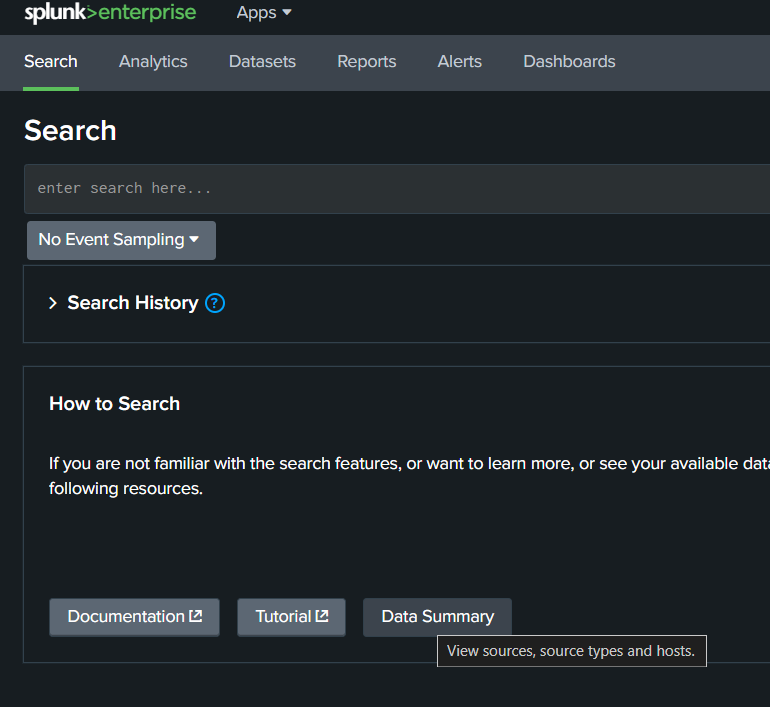 splunk>enterprise Apps
Search Analytics Datasets Reports Alerts Dashboards
Search
enter search here...
No Event Sampling
Search History ?
How to Search
If you are not familiar with the search features, or want to learn more, or see your available data
following resources.
Documentation Tutorial Data Summary
View sources, source types and hosts.